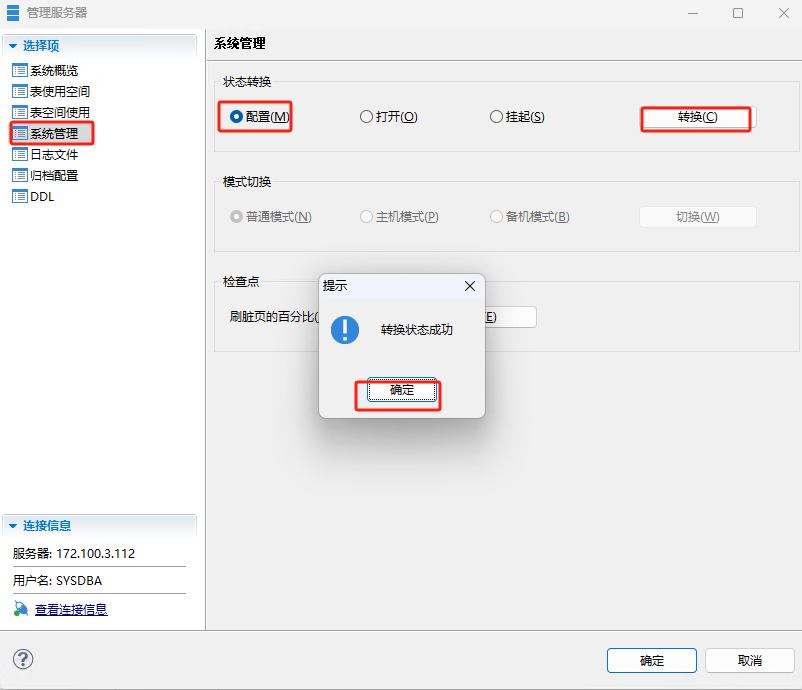 管理服务器
选择项
系统概览
表使用空间
表空间使用
系统管理
日志文件
归档配置
DDL
连接信息
服务器: 172.100.3.112
用户名: SYSDBA
查看连接信息
系统管理
状态转换
配置(M) 打开(O) 挂起(S) 转换(C)
模式切换
普通模式(N) 主机模式(P) 备机模式(B) 切换(W)
检查点
刷脏页的百分比( E)
提示
转换状态成功
确定
确定 取消